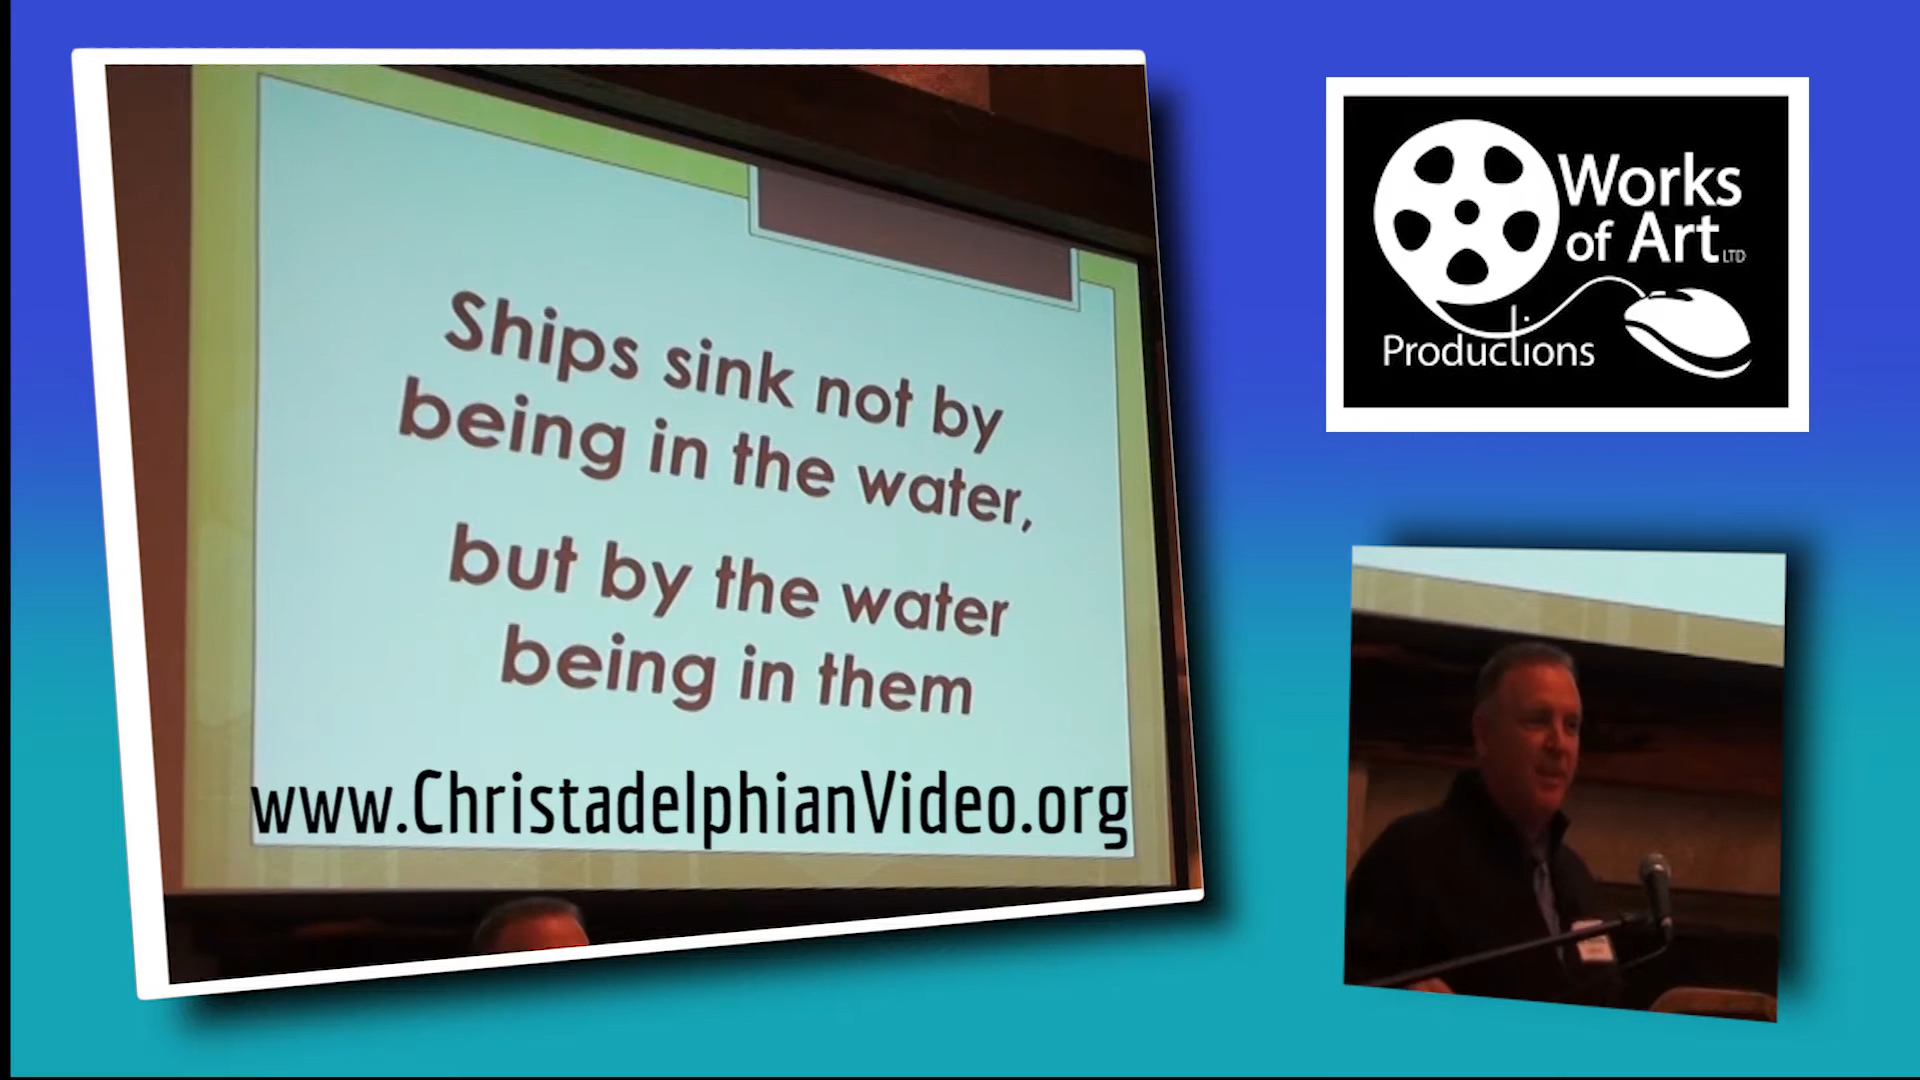 Ships sink not by
being in the water,
but by the water
being in them
www.ChristadelphianVideo.org
Works
of Art LTD
Productions